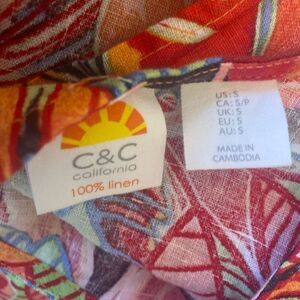 C&C
california
100% linen
US: S
CA: S/P
UK: S
EU: S
AU: S
MADE IN
CAMBODIA